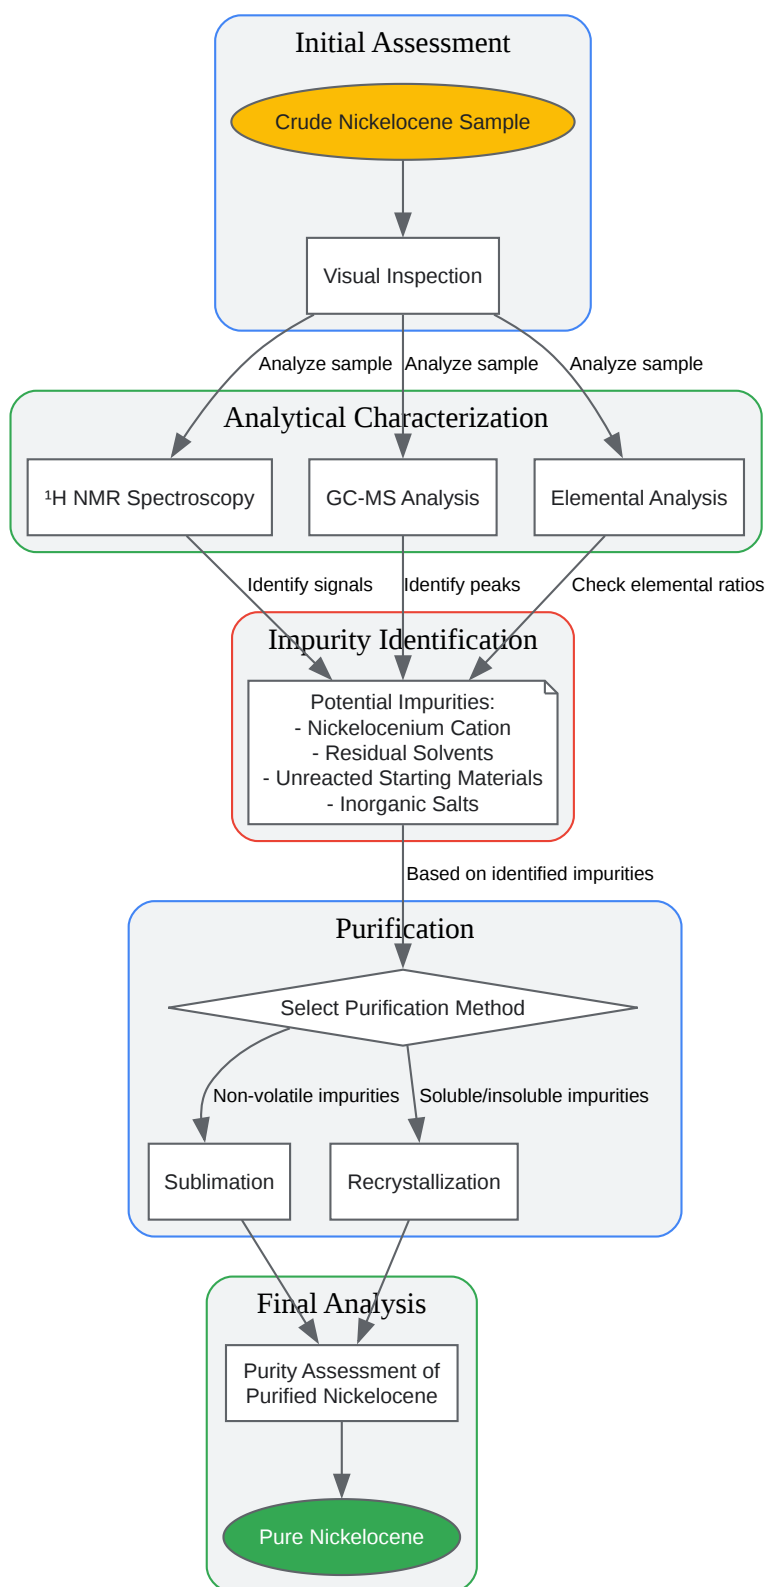 Initial Assessment
Crude Nickelocene Sample
Visual Inspection
Analyze sample
Analyze sample
Analyze sample
Analytical Characterization
¹H NMR Spectroscopy
GC-MS Analysis
Elemental Analysis
Identify signals
Identify peaks
Check elemental ratios
Impurity Identification
Potential Impurities:
- Nickelocenium Cation
- Residual Solvents
- Unreacted Starting Materials
- Inorganic Salts
Based on identified impurities
Purification
Select Purification Method
Non-volatile impurities
Soluble/insoluble impurities
Sublimation
Recrystallization
Final Analysis
Purity Assessment of
Purified Nickelocene
Pure Nickelocene